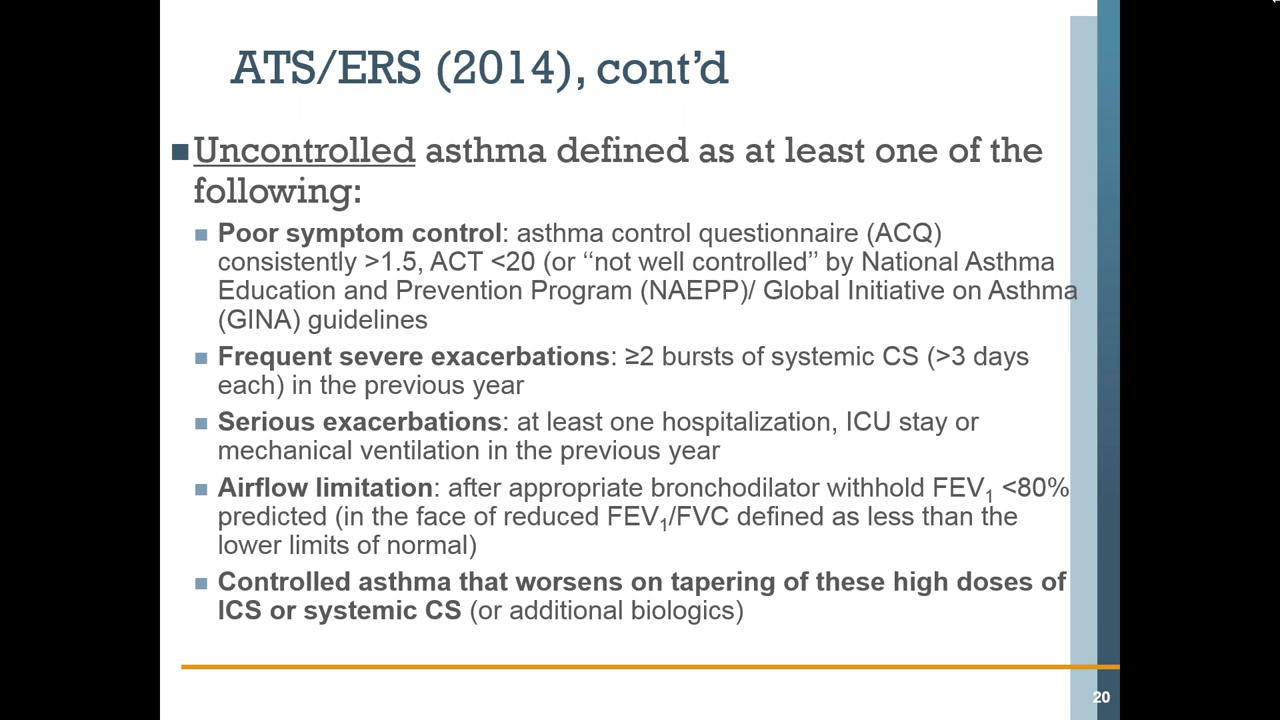 ATS/ERS (2014), cont’d
Uncontrolled asthma defined as at least one of the
following:
Poor symptom control: asthma control questionnaire (ACQ)
consistently >1.5, ACT <20 (or ‘‘not well controlled’’ by National Asthma
Education and Prevention Program (NAEPP)/ Global Initiative on Asthma
(GINA) guidelines
Frequent severe exacerbations: ≥2 bursts of systemic CS (>3 days
each) in the previous year
Serious exacerbations: at least one hospitalization, ICU stay or
mechanical ventilation in the previous year
Airflow limitation: after appropriate bronchodilator withhold FEV₁ <80%
predicted (in the face of reduced FEV₁/FVC defined as less than the
lower limits of normal)
Controlled asthma that worsens on tapering of these high doses of
ICS or systemic CS (or additional biologics)
20